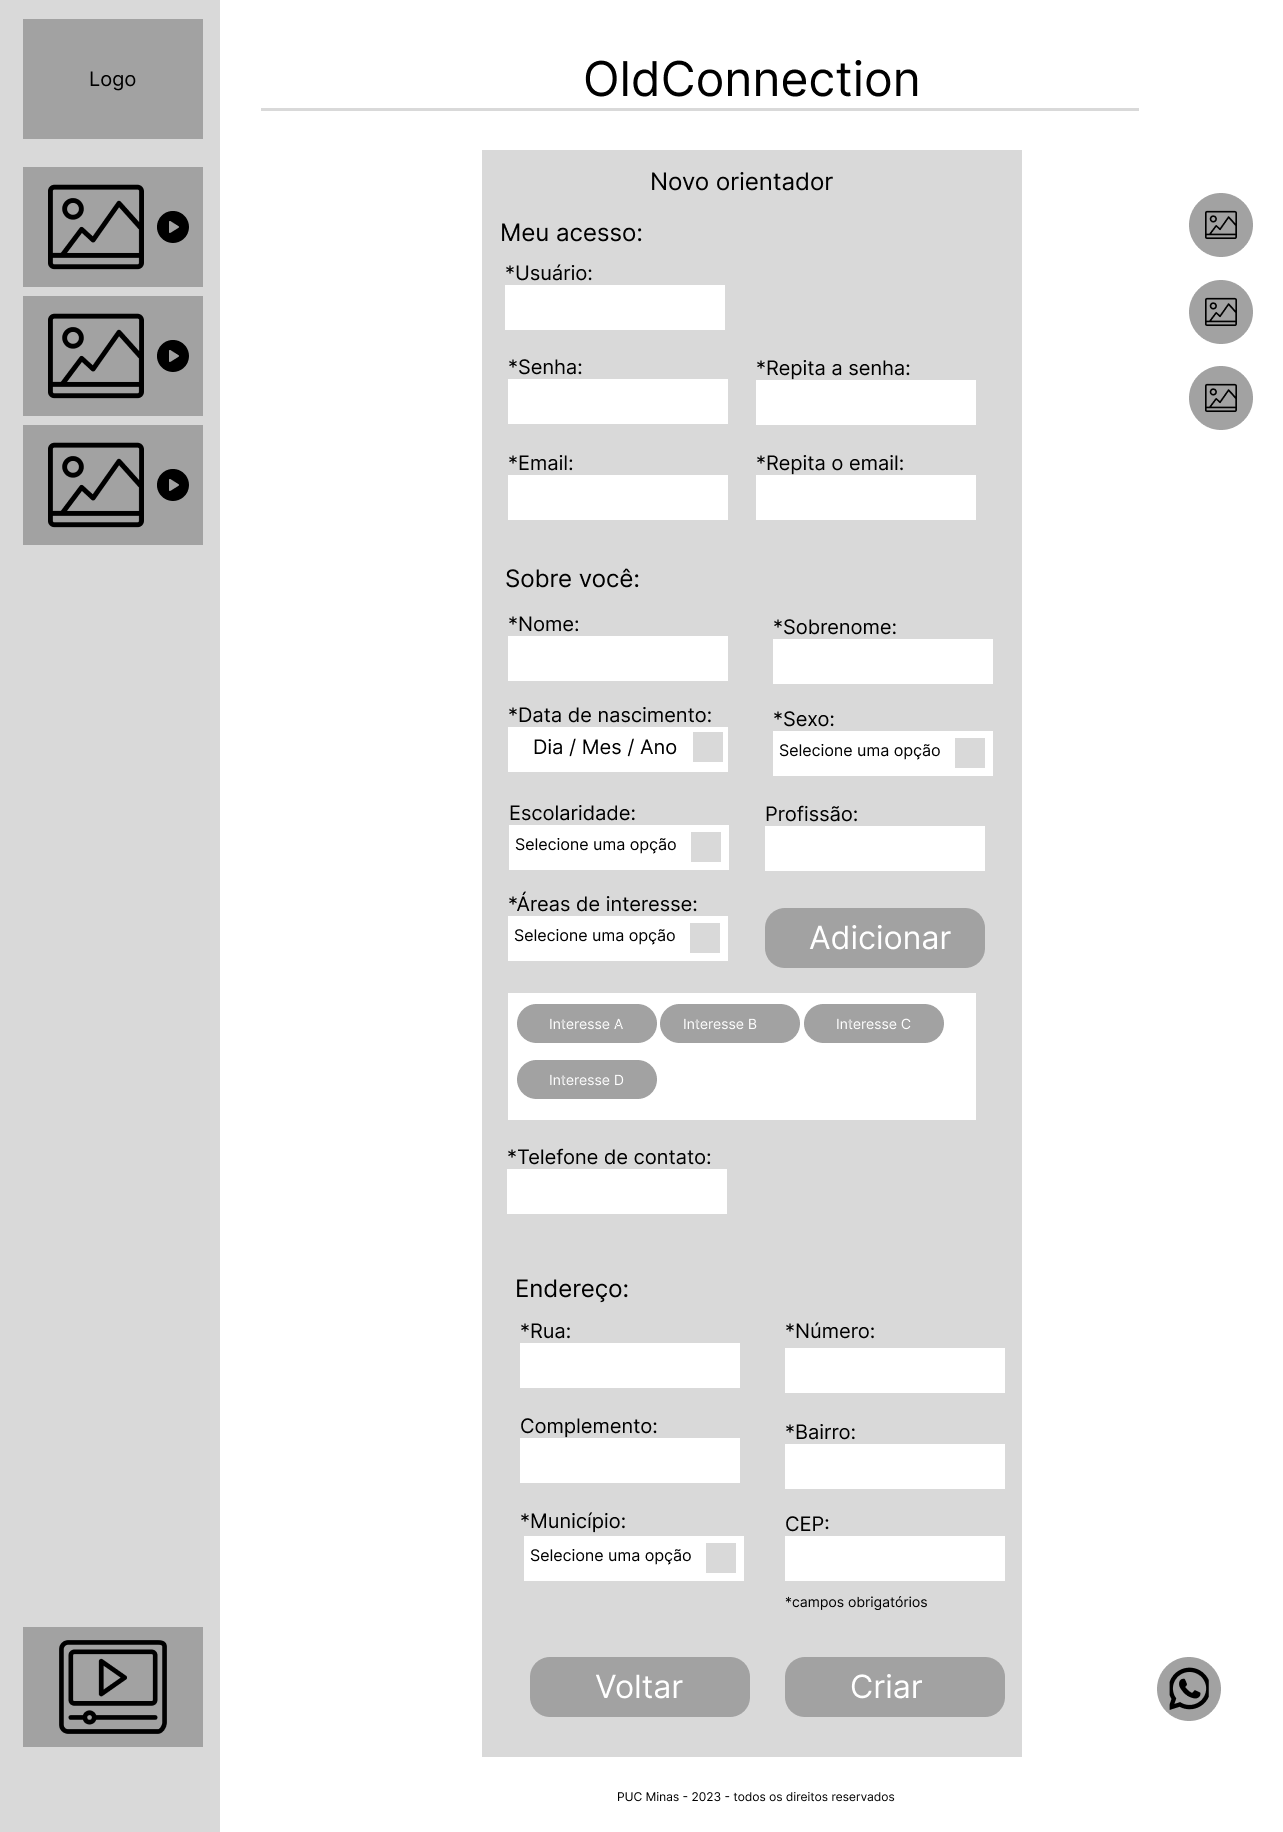 Logo
OldConnection
Novo orientador
Meu acesso:
*Usuário:
*Senha:
*Repita a senha:
*Email:
*Repita o email:
Sobre você:
*Nome:
*Sobrenome:
*Data de nascimento:
*Sexo:
Dia / Mes / Ano
Selecione uma opção
Escolaridade:
Profissão:
Selecione uma opção
*Áreas de interesse:
Selecione uma opção
Adicionar
Interesse A
Interesse B
Interesse C
Interesse D
*Telefone de contato:
Endereço:
*Rua:
*Número:
Complemento:
*Bairro:
*Município:
CEP:
Selecione uma opção
*campos obrigatórios
Voltar
Criar
PUC Minas - 2023 - todos os direitos reservados